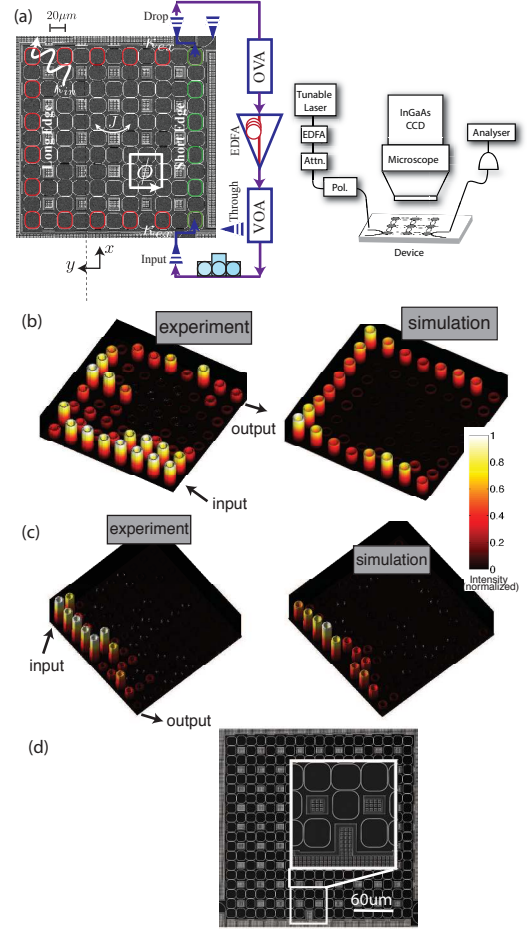 (a)
20μm
Drop
κex
κin
J
Long Edge
Short Edge
ϕ
κex
Input
Through
y
x
OVA
EDFA
VOA
Tunable
Laser
EDFA
Attn.
Pol.
InGaAs
CCD
Microscope
Analyser
Device
(b)
experiment
simulation
output
input
1
0.8
0.6
0.4
0.2
0
Intensity
(normalized)
(c)
experiment
simulation
input
output
(d)
60um